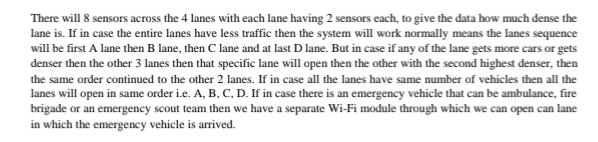 There will 8 sensors across the 4 lanes with each lane having 2 sensors each, to give the data how much dense the
lane is. If in case the entire lanes have less traffic then the system will work normally means the lanes sequence
will be first A lane then B lane, then C lane and at last D lane. But in case if any of the lane gets more cars or gets
denser then the other 3 lanes then that specific lane will open then the other with the second highest denser, then
the same order continued to the other 2 lanes. If in case all the lanes have same number of vehicles then all the
lanes will open in same order i.e. A, B, C, D. If in case there is an emergency vehicle that can be ambulance, fire
brigade or an emergency scout team then we have a separate Wi-Fi module through which we can open can lane
in which the emergency vehicle is arrived.